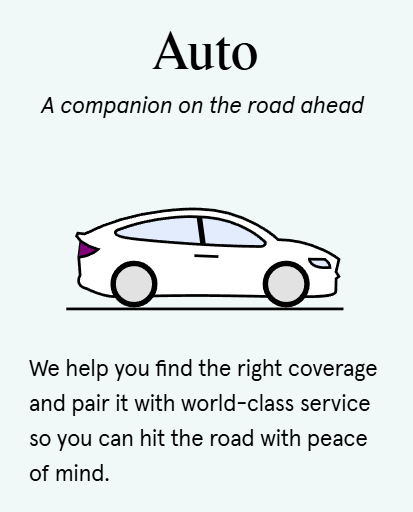 Auto
A companion on the road ahead
We help you find the right coverage
and pair it with world-class service
so you can hit the road with peace
of mind.